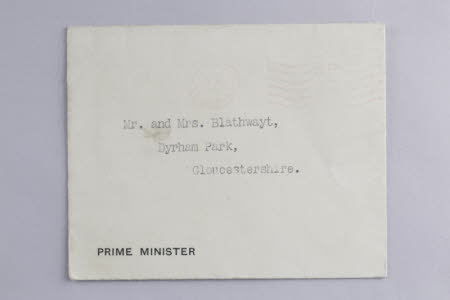 Mr. and Mrs. Blathwayt,
Dyrham Park,
Gloucestershire.
PRIME MINISTER